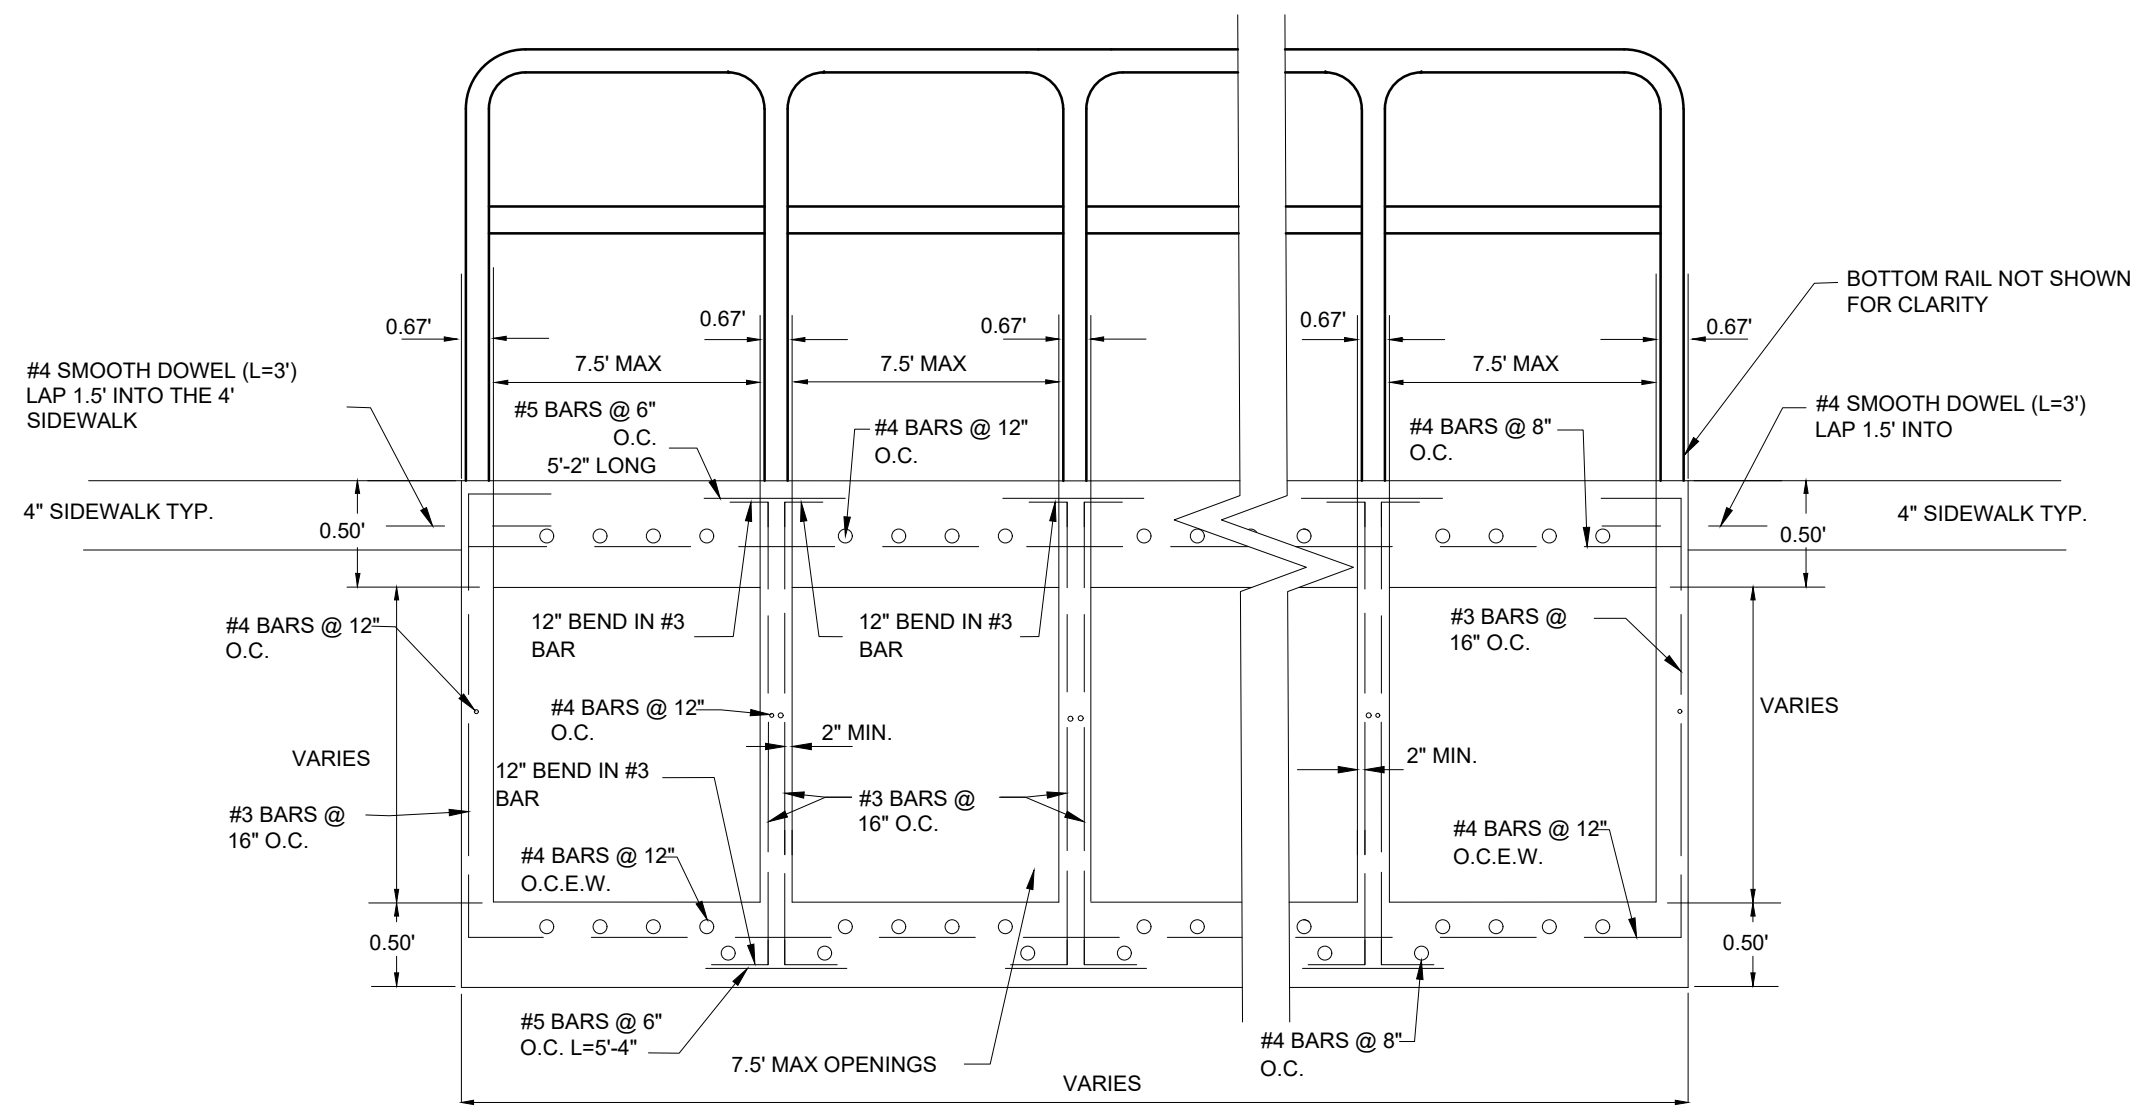 BOTTOM RAIL NOT SHOWN
FOR CLARITY
0.67'
0.67'
0.67'
0.67'
0.67'
7.5' MAX
7.5' MAX
7.5' MAX
#4 SMOOTH DOWEL (L=3')
LAP 1.5' INTO THE 4'
SIDEWALK
#5 BARS @ 6"
O.C.
5'-2" LONG
#4 BARS @ 12"
O.C.
#4 BARS @ 8"
O.C.
#4 SMOOTH DOWEL (L=3')
LAP 1.5' INTO
4" SIDEWALK TYP.
0.50'
4" SIDEWALK TYP.
0.50'
#4 BARS @ 12"
O.C.
12" BEND IN #3
BAR
12" BEND IN #3
BAR
#3 BARS @
16" O.C.
#4 BARS @ 12"
O.C.
2" MIN.
VARIES
VARIES
2" MIN.
12" BEND IN #3
BAR
#3 BARS @
16" O.C.
#3 BARS @
16" O.C.
#4 BARS @ 12"
O.C.E.W.
#4 BARS @ 12"
O.C.E.W.
0.50'
0.50'
#5 BARS @ 6"
O.C. L=5'-4"
7.5' MAX OPENINGS
#4 BARS @ 8"
O.C.
VARIES